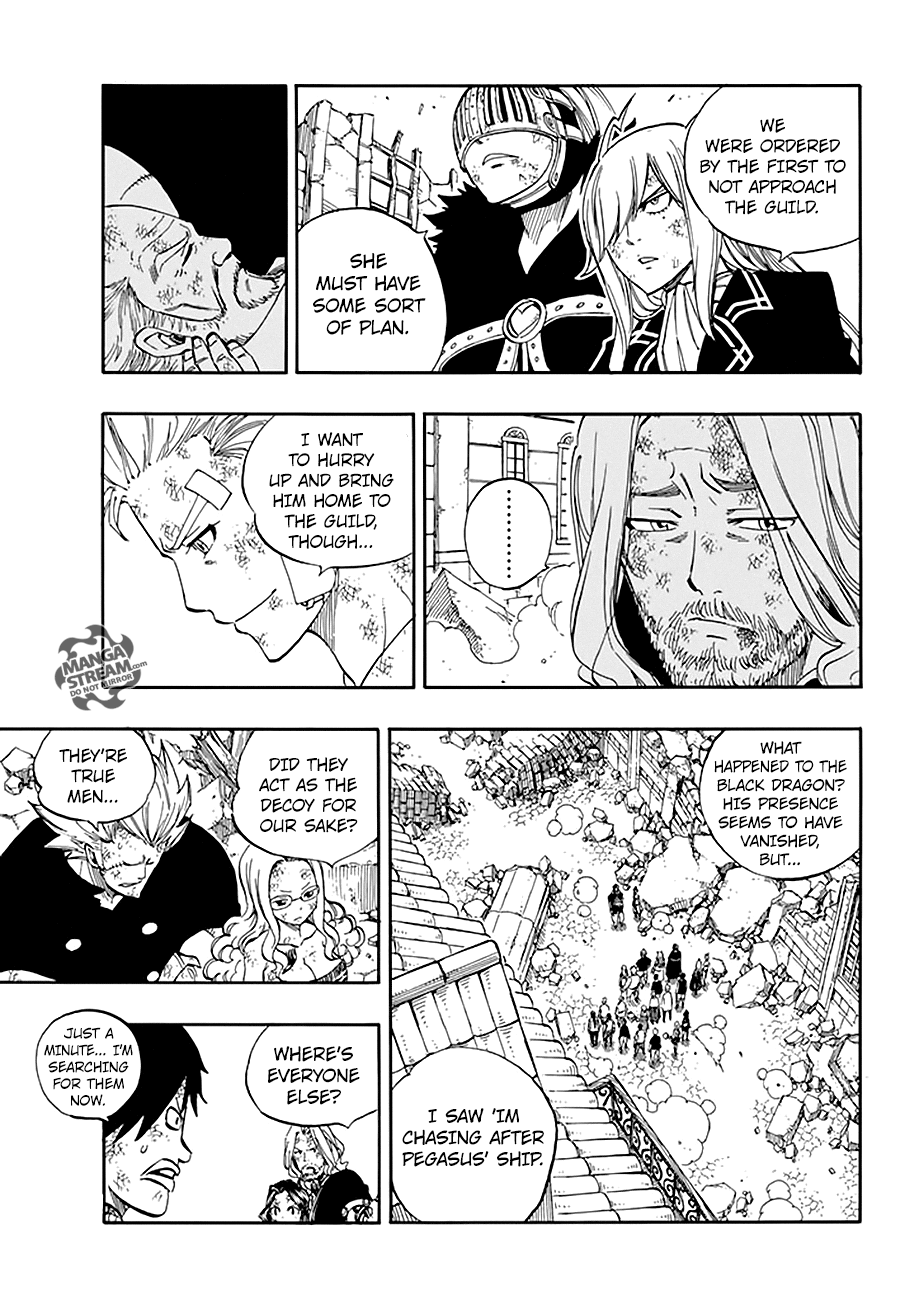 WE
WERE ORDERED
BY THE FIRST TO
NOT APPROACH
THE GUILD.
SHE
MUST HAVE
SOME SORT
OF PLAN.
.........
I WANT
TO HURRY
UP AND BRING
HIM HOME TO
THE GUILD,
THOUGH...
MANGA
STREAM.com
DO NOT MIRROR
WHAT
HAPPENED TO THE
BLACK DRAGON?
HIS PRESENCE
SEEMS TO HAVE
VANISHED,
BUT...
I SAW 'IM
CHASING AFTER
PEGASUS' SHIP.
DID THEY
ACT AS THE
DECOY FOR
OUR SAKE?
THEY'RE
TRUE
MEN...
WHERE'S
EVERYONE
ELSE?
JUST A
MINUTE... I'M
SEARCHING
FOR THEM
NOW.